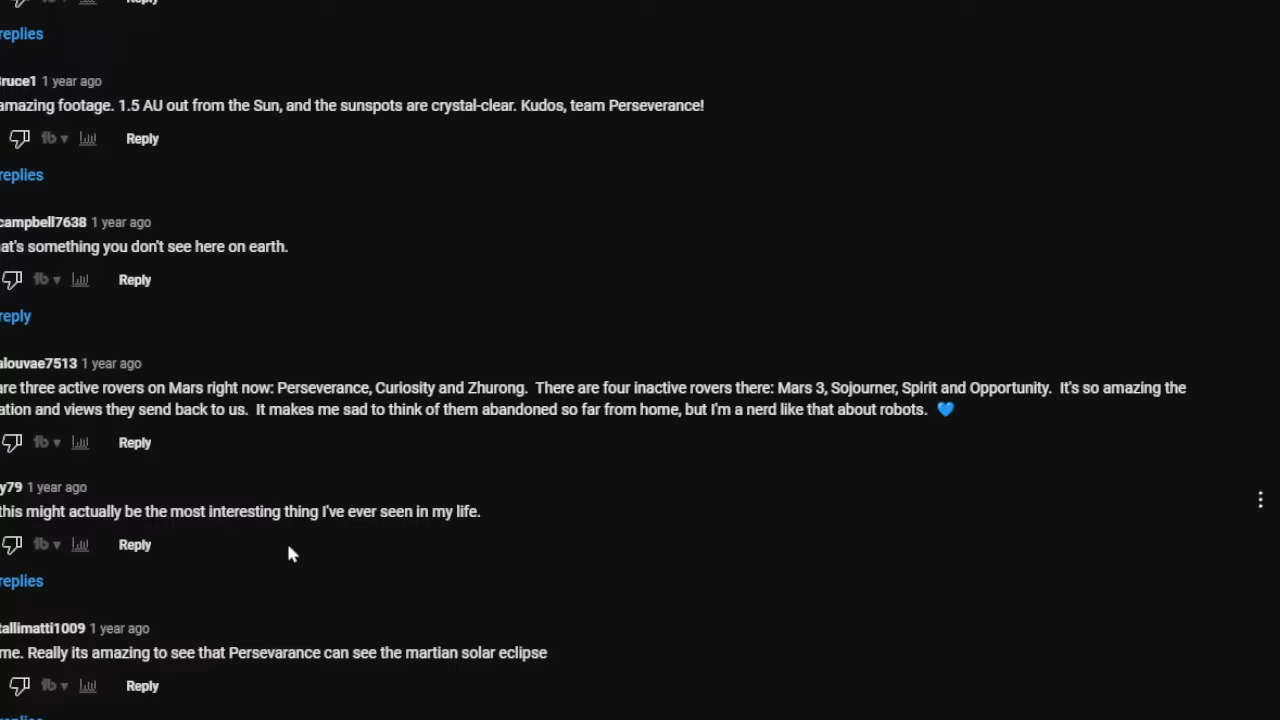 Reply
replies
ruce1 1 year ago
amazing footage. 1.5 AU out from the Sun, and the sunspots are crystal-clear. Kudos, team Perseverance!
Reply
replies
campbell7638 1 year ago
at's something you don't see here on earth.
Reply
reply
alouvae7513 1 year ago
are three active rovers on Mars right now: Perseverance, Curiosity and Zhurong. There are four inactive rovers there: Mars 3, Sojourner, Spirit and Opportunity. It's so amazing the
ation and views they send back to us. It makes me sad to think of them abandoned so far from home, but I'm a nerd like that about robots. 💙
Reply
y79 1 year ago
this might actually be the most interesting thing I've ever seen in my life.
Reply
replies
tallimatti1009 1 year ago
me. Really its amazing to see that Persevarance can see the martian solar eclipse
Reply
replies